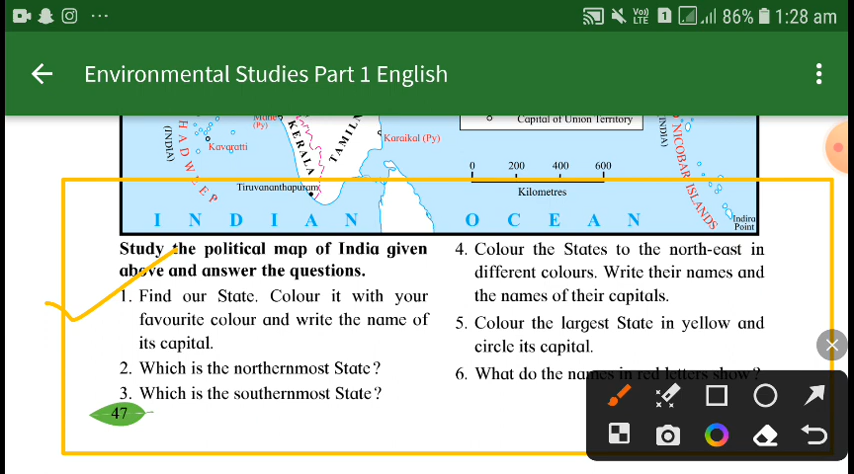 86% 1:28 am
Environmental Studies Part 1 English
Capital of Union Territory
(Py)
KERALA
TAMIL
Karaikal (Py)
(INDIA)
Kavaratti
HADWEEP
0 200 400 600
Kilometres
NICOBAR ISLANDS
Tiruvananthapuram
INDIAN OCEAN
Indira
Point
Study the political map of India given
above and answer the questions.
1. Find our State. Colour it with your
favourite colour and write the name of
its capital.
2. Which is the northernmost State?
3. Which is the southernmost State?
47
4. Colour the States to the north-east in
different colours. Write their names and
the names of their capitals.
5. Colour the largest State in yellow and
circle its capital.
6. What do the names in red letters show?